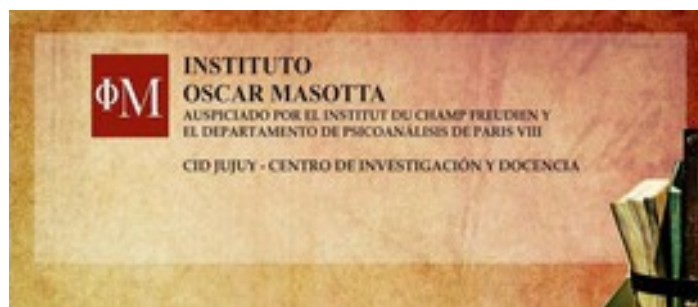 ΦM
INSTITUTO
OSCAR MASOTTA
AUSPICIADO POR EL INSTITUT DU CHAMP FREUDIEN Y
EL DEPARTAMENTO DE PSICOANÁLISIS DE PARIS VIII
CID JUJUY - CENTRO DE INVESTIGACIÓN Y DOCENCIA